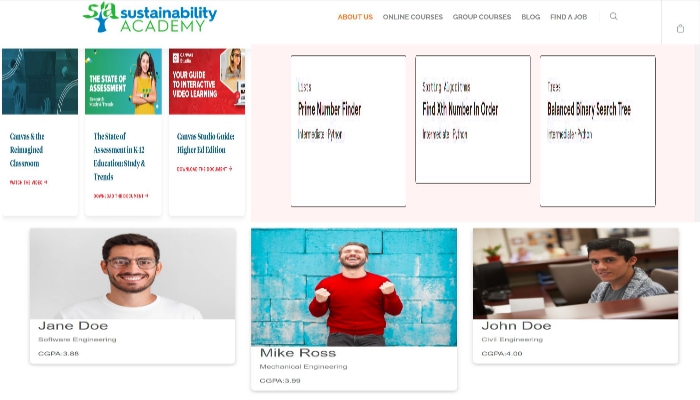 sa sustainability
ACADEMY
ABOUT US
ONLINE COURSES
GROUP COURSES
BLOG
FIND A JOB
THE STATE OF
ASSESSMENT
CANVAS
Studio
YOUR GUIDE
TO INTERACTIVE
VIDEO LEARNING
Canvas & the
Reimagined
Classroom
WATCH THE VIDEO
The State of
Assessment in K-12
Education:Study &
Trends
DOWNLOAD THE DOCUMENT
Canvas Studio Guide:
Higher Ed Edition
DOWNLOAD THE DOCUMENT
Lists
Prime Number Finder
Intermediate Python
Sorting Algorithms
Find Xth Number In Order
Intermediate Python
Trees
Balanced Binary Search Tree
Intermediate Python
Jane Doe
Software Engineering
CGPA:3.88
Mike Ross
Mechanical Engineering
CGPA:3.99
John Doe
Civil Engineering
CGPA:4.00